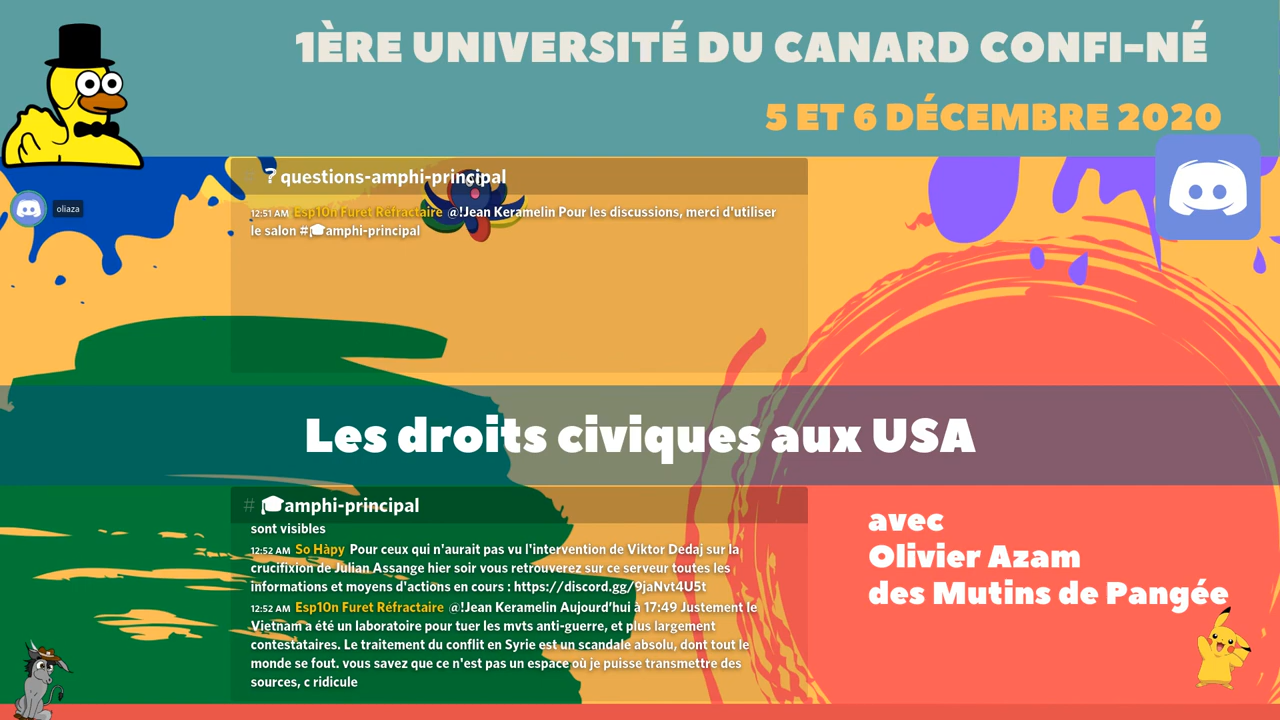 1ÈRE UNIVERSITÉ DU CANARD CONFI-NÉ
5 ET 6 DÉCEMBRE 2020
? questions-amphi-principal
oliaza
12:51 AM Esp1On Furet Réfractaire @!Jean Keramelin Pour les discussions, merci d'utiliser
le salon #🎓amphi-principal
Les droits civiques aux USA
# 🎓amphi-principal
sont visibles
12:52 AM So Hàpy Pour ceux qui n'aurait pas vu l'intervention de Viktor Dedaj sur la
crucifixion de Julian Assange hier soir vous retrouverez sur ce serveur toutes les
informations et moyens d'actions en cours : https://discord.gg/9jaNvt4U5t
12:52 AM Esp1On Furet Réfractaire @!Jean Keramelin Aujourd'hui à 17:49 Justement le
Vietnam a été un laboratoire pour tuer les mvts anti-guerre, et plus largement
contestataires. Le traitement du conflit en Syrie est un scandale absolu, dont tout le
monde se fout. vous savez que ce n'est pas un espace où je puisse transmettre des
sources, c ridicule
avec
Olivier Azam
des Mutins de Pangée